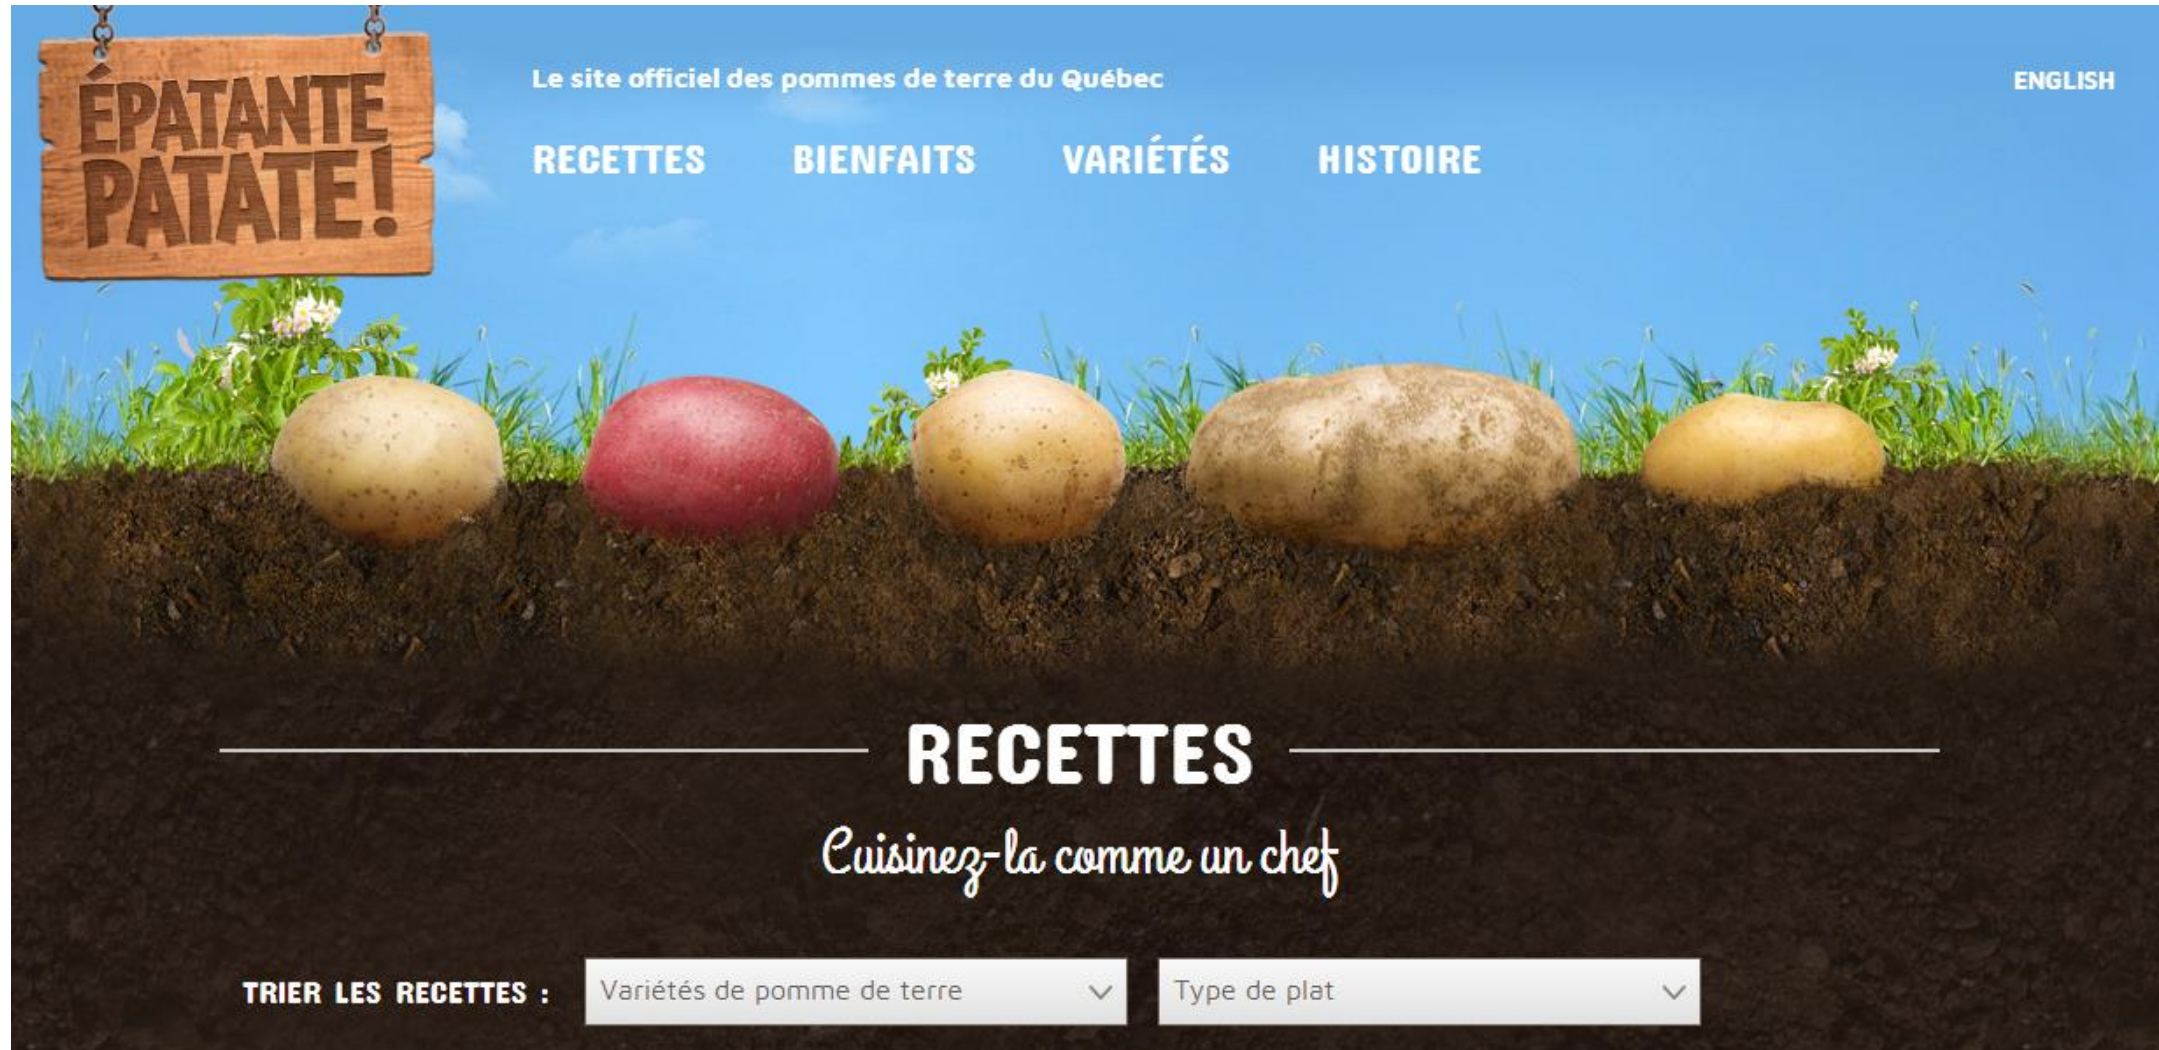 ÉPATANTE
PATATE!
Le site officiel des pommes de terre du Québec
ENGLISH
RECETTES BIENFAITS VARIÉTÉS HISTOIRE
RECETTES
Cuisinez-la comme un chef
TRIER LES RECETTES : Variétés de pomme de terre Type de plat